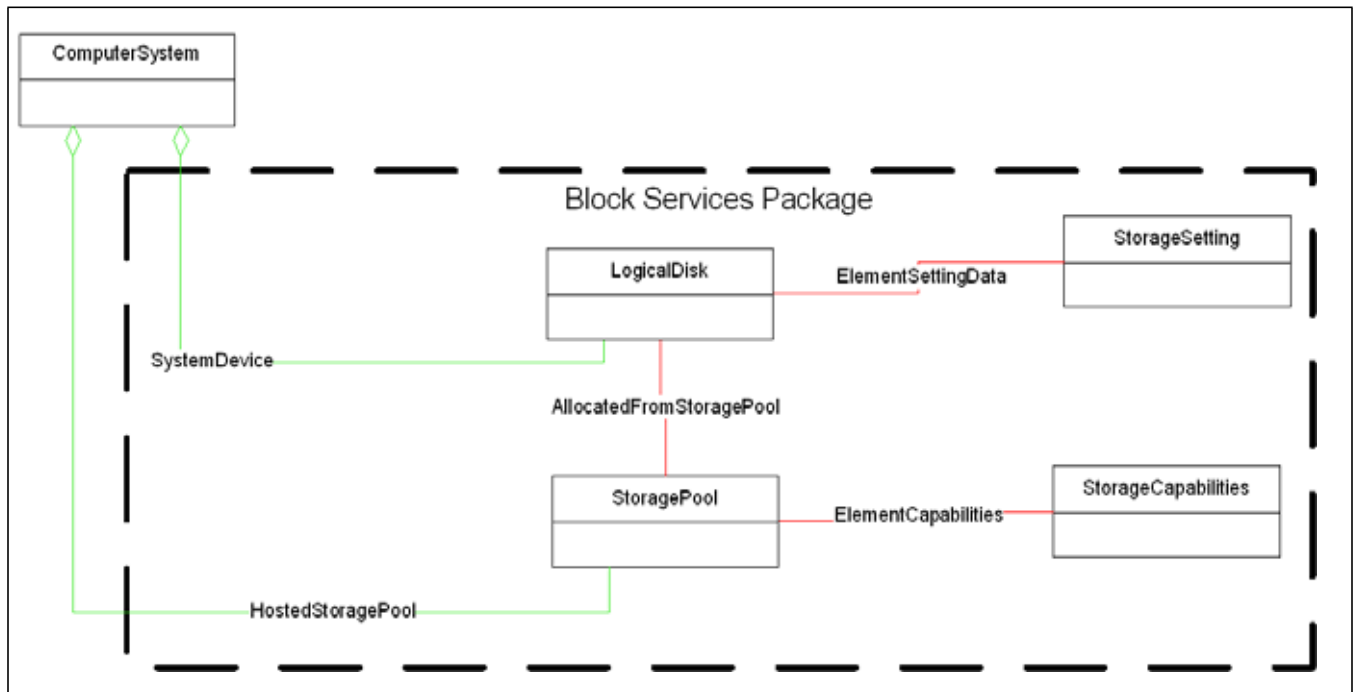 ComputerSystem
Block Services Package
StorageSetting
LogicalDisk
ElementSettingData
SystemDevice
AllocatedFromStoragePool
StorageCapabilities
StoragePool
ElementCapabilities
HostedStoragePool